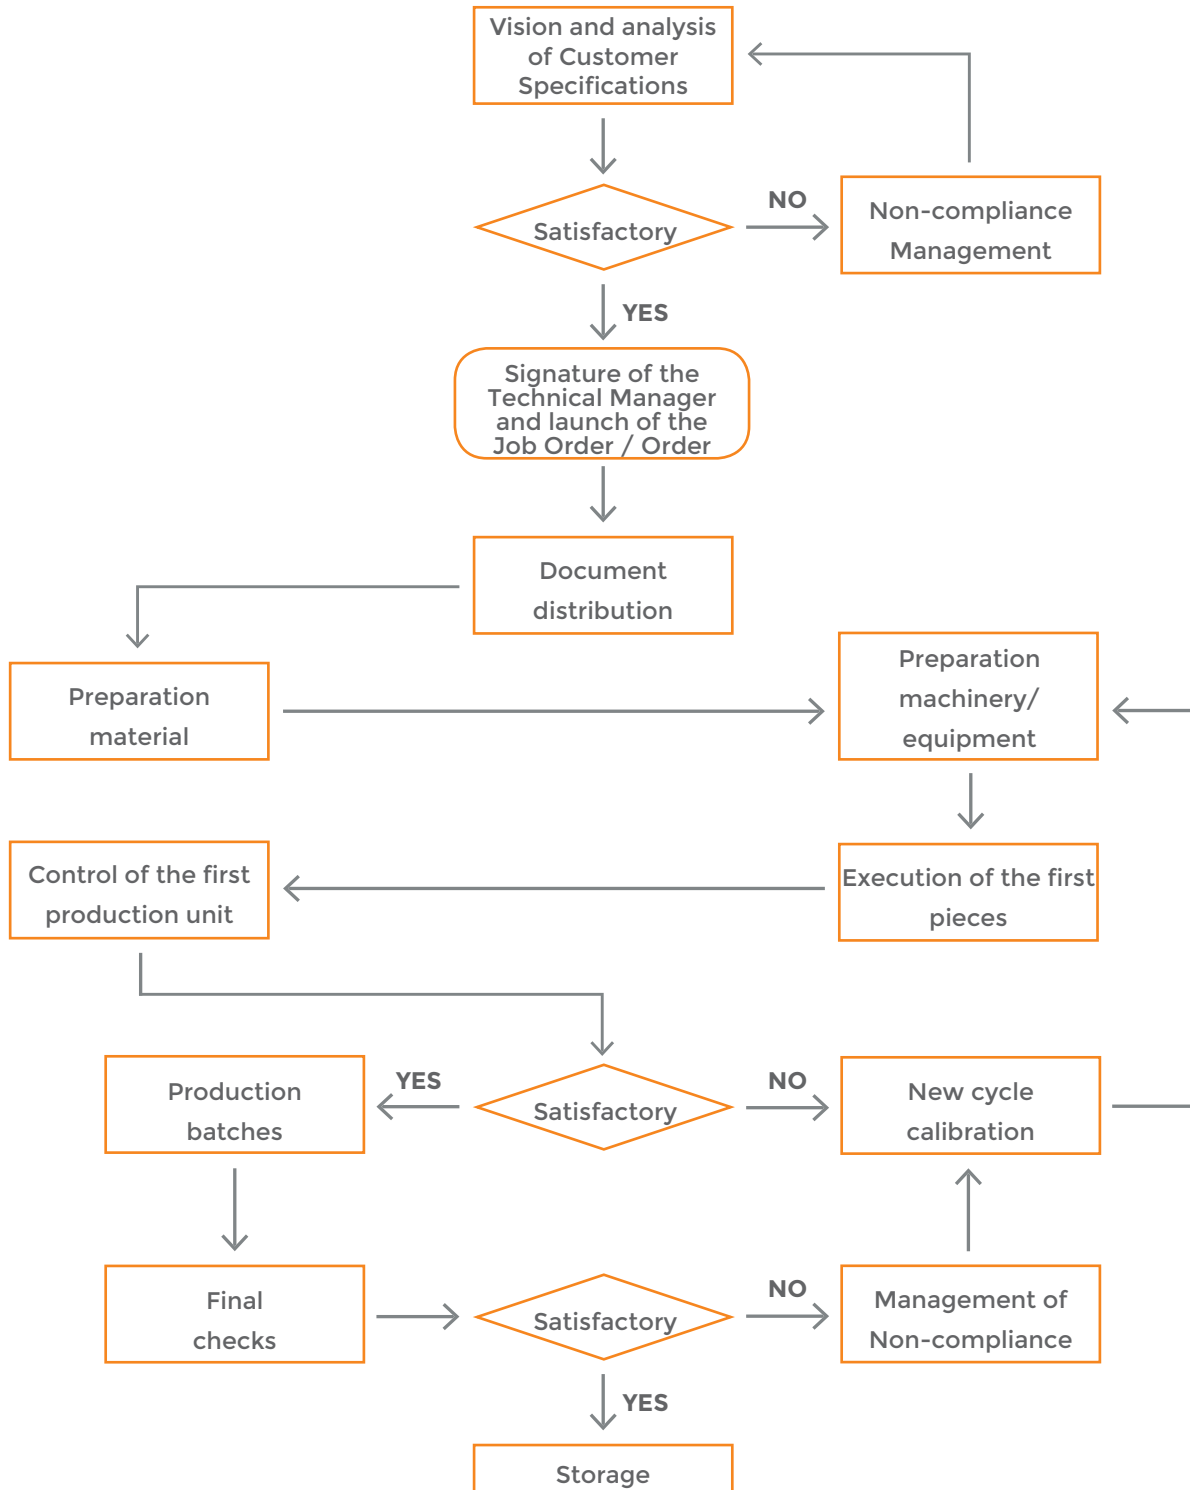 Vision and analysis
of Customer
Specifications
Satisfactory
NO
Non-compliance
Management
YES
Signature of the
Technical Manager
and launch of the
Job Order / Order
Document
distribution
Preparation
material
Preparation
machinery/
equipment
Control of the first
production unit
Execution of the first
pieces
Production
batches
YES
Satisfactory
NO
New cycle
calibration
Final
checks
Satisfactory
NO
Management of
Non-compliance
YES
Storage